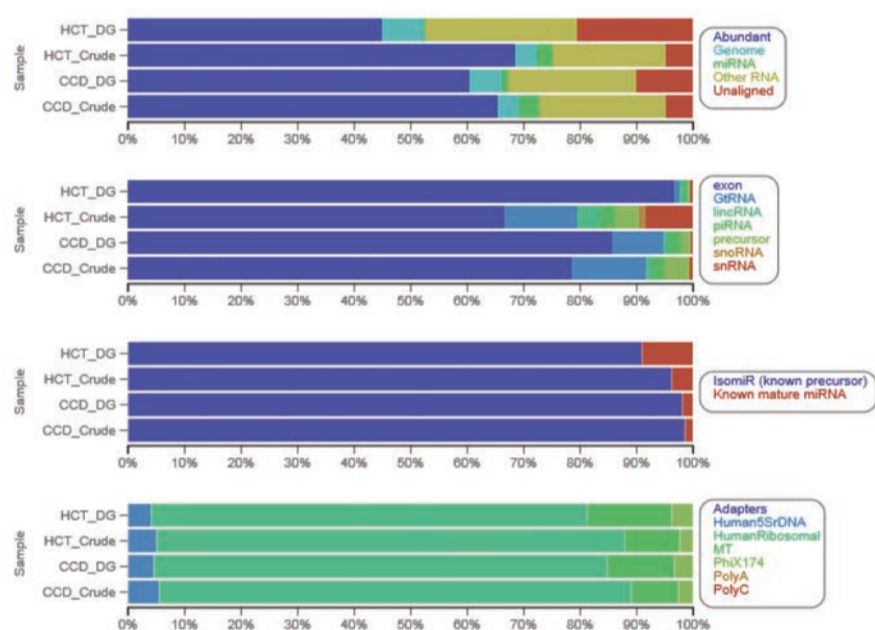 Sample
HCT_DG
HCT_Crude
CCD_DG
CCD_Crude
0% 10% 20% 30% 40% 50% 60% 70% 80% 90% 100%
Abundant
Genome
miRNA
Other RNA
Unaligned
Sample
HCT_DG
HCT_Crude
CCD_DG
CCD_Crude
0% 10% 20% 30% 40% 50% 60% 70% 80% 90% 100%
exon
GtRNA
lincRNA
piRNA
precursor
snoRNA
snRNA
Sample
HCT_DG
HCT_Crude
CCD_DG
CCD_Crude
0% 10% 20% 30% 40% 50% 60% 70% 80% 90% 100%
IsomiR (known precursor)
Known mature miRNA
Sample
HCT_DG
HCT_Crude
CCD_DG
CCD_Crude
0% 10% 20% 30% 40% 50% 60% 70% 80% 90% 100%
Adapters
Human5SrDNA
HumanRibosomal
MT
PhiX174
PolyA
PolyC